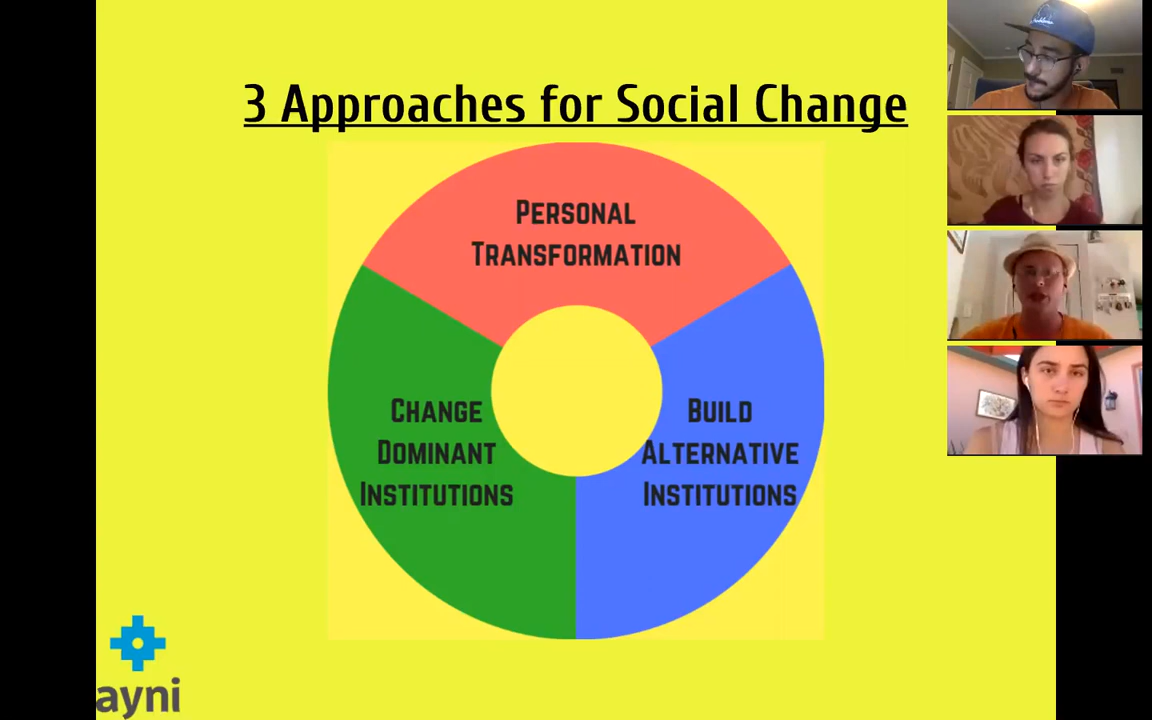 3 Approaches for Social Change
PERSONAL
TRANSFORMATION
CHANGE
DOMINANT
INSTITUTIONS
BUILD
ALTERNATIVE
INSTITUTIONS
ayni